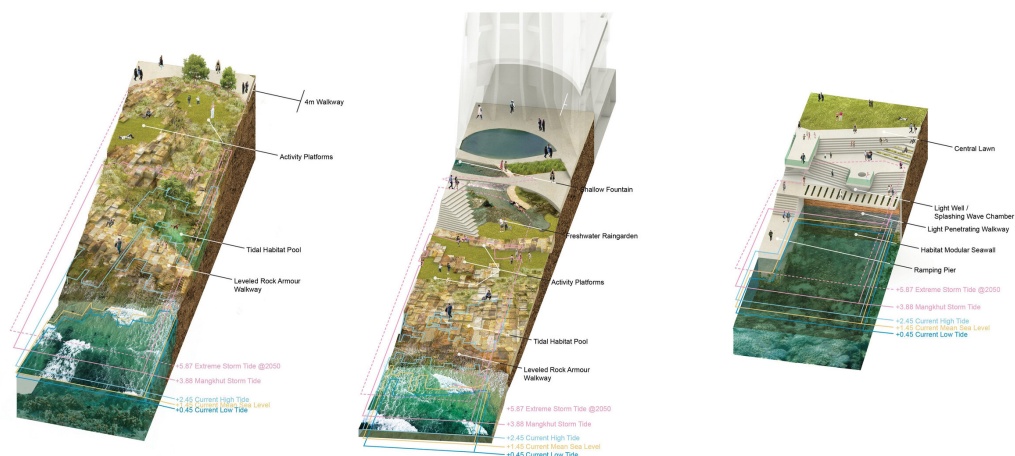 4m Walkway
Activity Platforms
Tidal Habitat Pool
Leveled Rock Armour
Walkway
+5.87 Extreme Storm Tide @2050
+3.68 Mangkhut Storm Tide
+2.45 Current High Tide
+1.45 Current Mean Sea Level
+0.45 Current Low Tide
Shallow Fountain
Freshwater Raingarden
Activity Platforms
Tidal Habitat Pool
Leveled Rock Armour
Walkway
+5.87 Extreme Storm Tide @2050
+3.68 Mangkhut Storm Tide
+2.45 Current High Tide
+1.45 Current Mean Sea Level
+0.45 Current Low Tide
Central Lawn
Light Well /
Splashing Wave Chamber
Light Penetrating Walkway
Habitat Modular Seawall
Ramping Pier
+5.87 Extreme Storm Tide @2050
+3.68 Mangkhut Storm Tide
+2.45 Current High Tide
+1.45 Current Mean Sea Level
+0.45 Current Low Tide